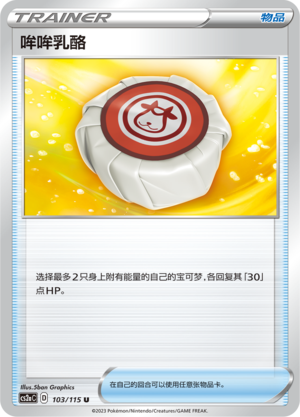 TRAINER 物品
哞哞乳酪
选择最多2只身上附有能量的自己的宝可梦,各回复其「30」
点HP。
Illus.5ban Graphics
CS3aC D 103/115 U
在自己的回合可以使用任意张物品卡。
©2023 Pokémon/Nintendo/Creatures/GAME FREAK.